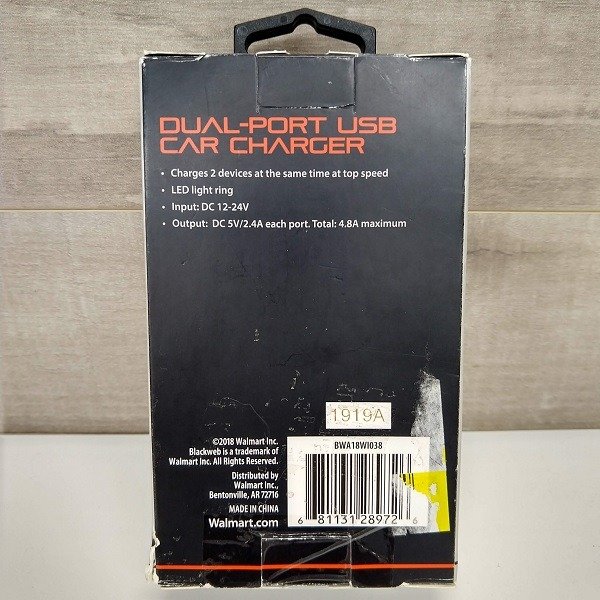 DUAL-PORT USB
CAR CHARGER
• Charges 2 devices at the same time at top speed
• LED light ring
• Input: DC 12-24V
• Output: DC 5V/2.4A each port. Total: 4.8A maximum
1919A
©2018 Walmart Inc.
Blackweb is a trademark of
Walmart Inc. All Rights Reserved.
Distributed by
Walmart Inc.,
Bentonville, AR 72716
MADE IN CHINA
Walmart.com
BWA18WI038
6 81131 28972 6